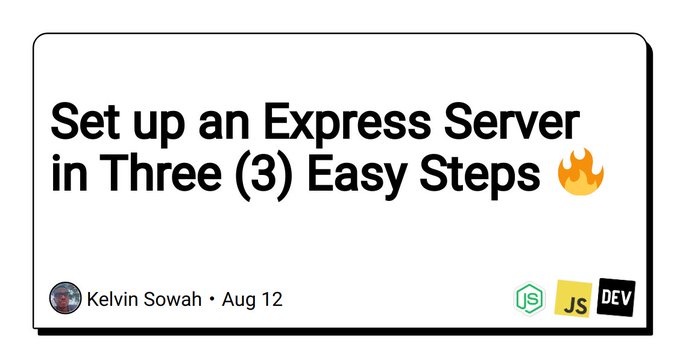 Set up an Express Server
in Three (3) Easy Steps 🔥
Kelvin Sowah • Aug 12
JS
JS
DEV